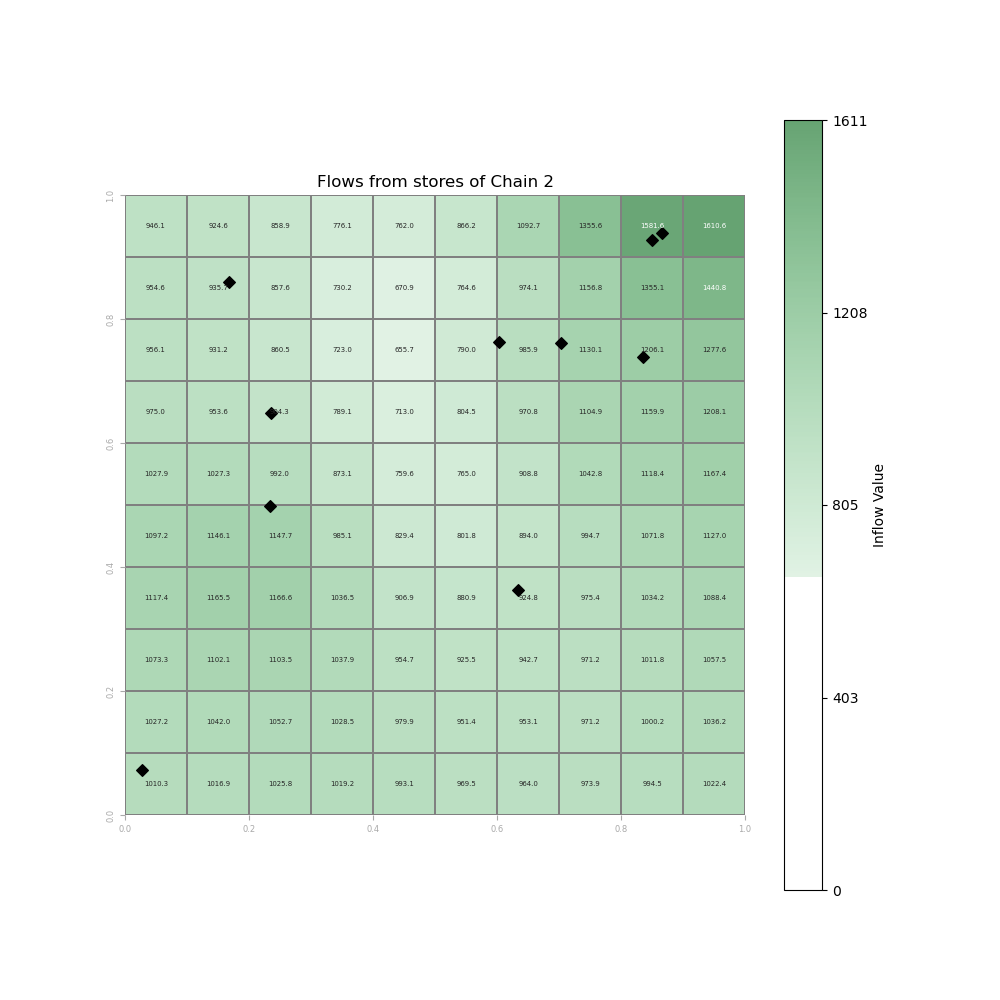 Flows from stores of Chain 2
1.0
946.1 924.6 858.9 776.1 762.0 866.2 1092.7 1355.6 1581.6 1610.6
954.6 935. 857.6 730.2 670.9 764.6 974.1 1156.8 1355.1 1440.8
0.8
956.1 931.2 860.5 723.0 655.7 790.0 985.9 1130.1 1206.1 1277.6
975.0 953.6 4.3 789.1 713.0 804.5 970.8 1104.9 1159.9 1208.1
0.6
1027.9 1027.3 992.0 873.1 759.6 765.0 908.8 1042.8 1118.4 1167.4
1097.2 1146.1 1147.7 985.1 829.4 801.8 894.0 994.7 1071.8 1127.0
0.4
1117.4 1165.5 1166.6 1036.5 906.9 880.9 924.8 975.4 1034.2 1088.4
1073.3 1102.1 1103.5 1037.9 954.7 925.5 942.7 971.2 1011.8 1057.5
0.2
1027.2 1042.0 1052.7 1028.5 979.9 951.4 953.1 971.2 1000.2 1036.2
1010.3 1016.9 1025.8 1019.2 993.1 969.5 964.0 973.9 994.5 1022.4
0.0
0.0 0.2 0.4 0.6 0.8 1.0
1611
1208
805
403
0
Inflow Value